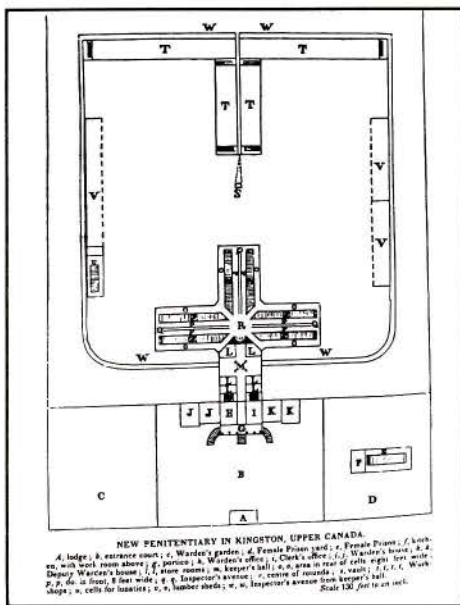 W W
T T
T T
S
V V
V
R
W W
L L
J J H I K K
G
B
C
D
F
A
NEW PENITENTIARY IN KINGSTON, UPPER CANADA.
A, lodge; b, entrance court; c, Warden's garden; d, Female Prison yard; e, Female Prison; f, kitch-
en, with work room above; g, portico; h, Worden's office; i, Clerk's office; j, j, Warden's house; k, k,
Deputy Warden's house; l, l, store rooms; m, keeper's hall; o, o, area in rear of cells eight feet wide;
p, p, do. in front, 8 feet wide; q, q, Inspector's avenue; r, centre of rotunda; s, vault; t, t, t, t, Work-
shops; u, cells for lunatics; v, v, lumber sheds; w, w, Inspector's avenue from keeper's hall.
Scale 130 feet to an inch.